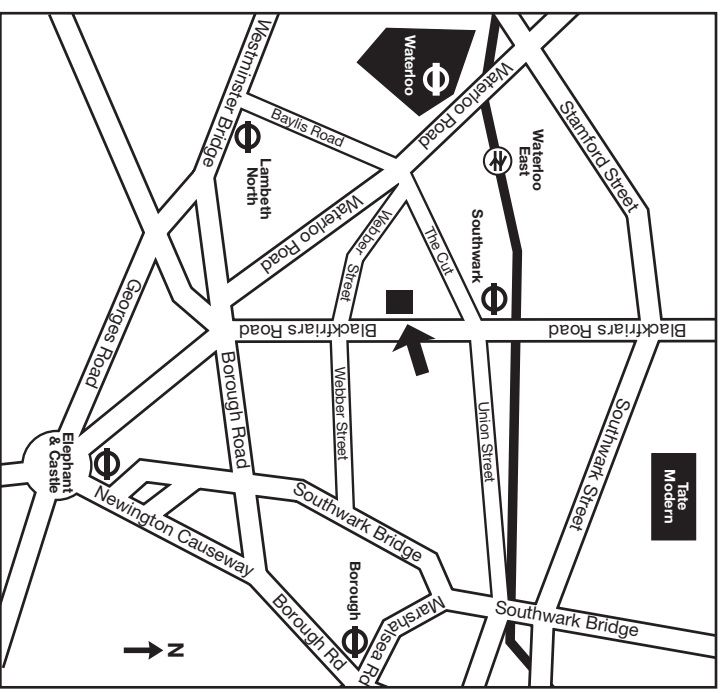 Westminster Bridge
Waterloo
Waterloo Road
Stamford Street
Baylis Road
Lambeth
North
Waterloo
East
Southwark
Waterloo Road
Webber
Street
The Cut
Georges Road
Blackfriars Road
Blackfriars Road
Blackfriars Road
Borough Road
Webber Street
Union Street
Southwark Street
Tate
Modern
Elephant
& Castle
Newington Causeway
Southwark Bridge
Southwark Bridge
Borough
Borough Rd
Marshalsea Rd
N